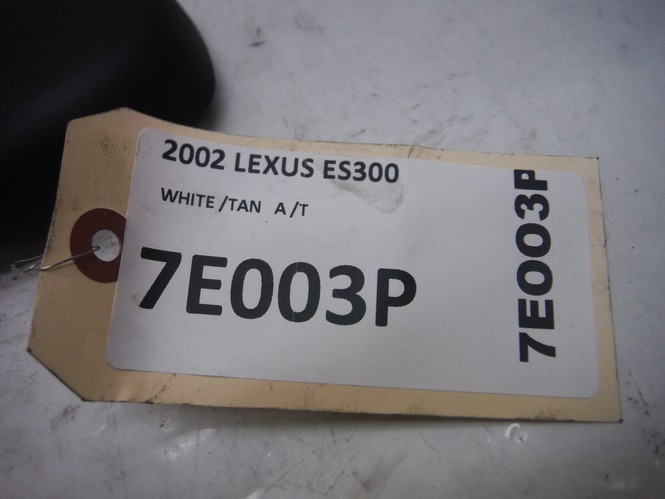 2002 LEXUS ES300
WHITE /TAN A /T
7E003P
7E003P